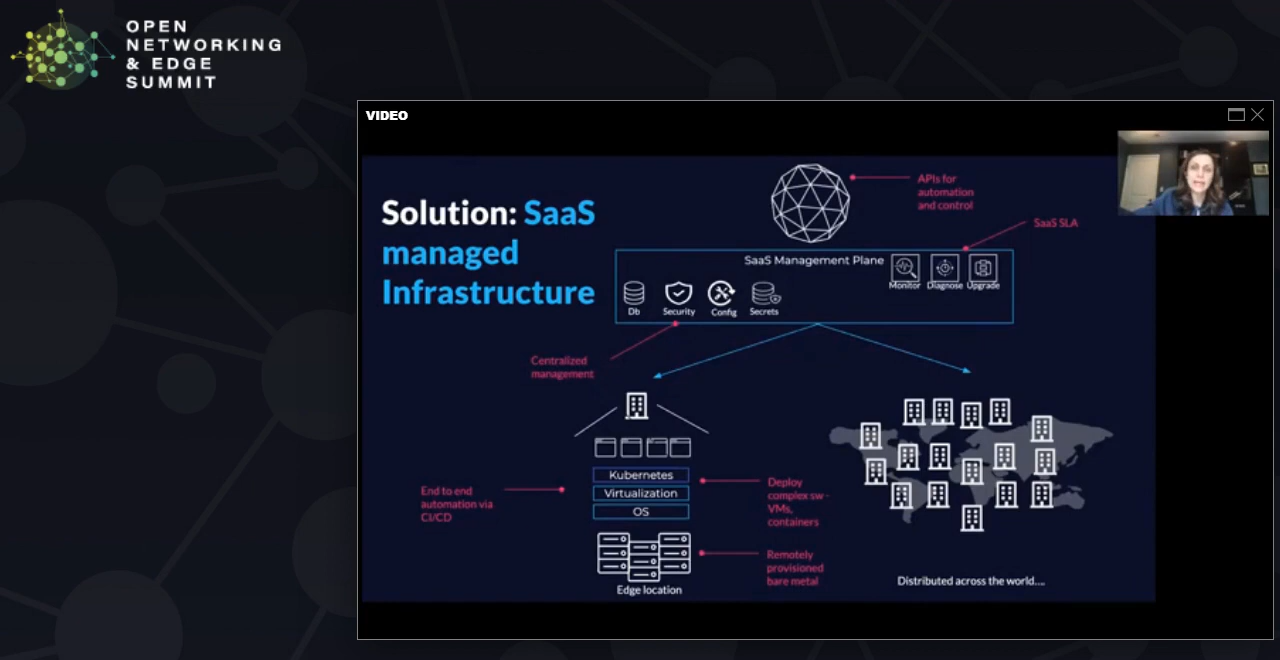 OPEN
NETWORKING
& EDGE
SUMMIT
VIDEO
Solution: SaaS
managed
Infrastructure
APIs for
automation
and control
SaaS SLA
SaaS Management Plane
Monitor Diagnose Upgrade
Db Security Config Secrets
Centralized
management
Kubernetes
Virtualization
OS
End to end
automation via
CI/CD
Deploy
complex sw -
VMs,
containers
Remotely
provisioned
bare metal
Edge location
Distributed across the world....